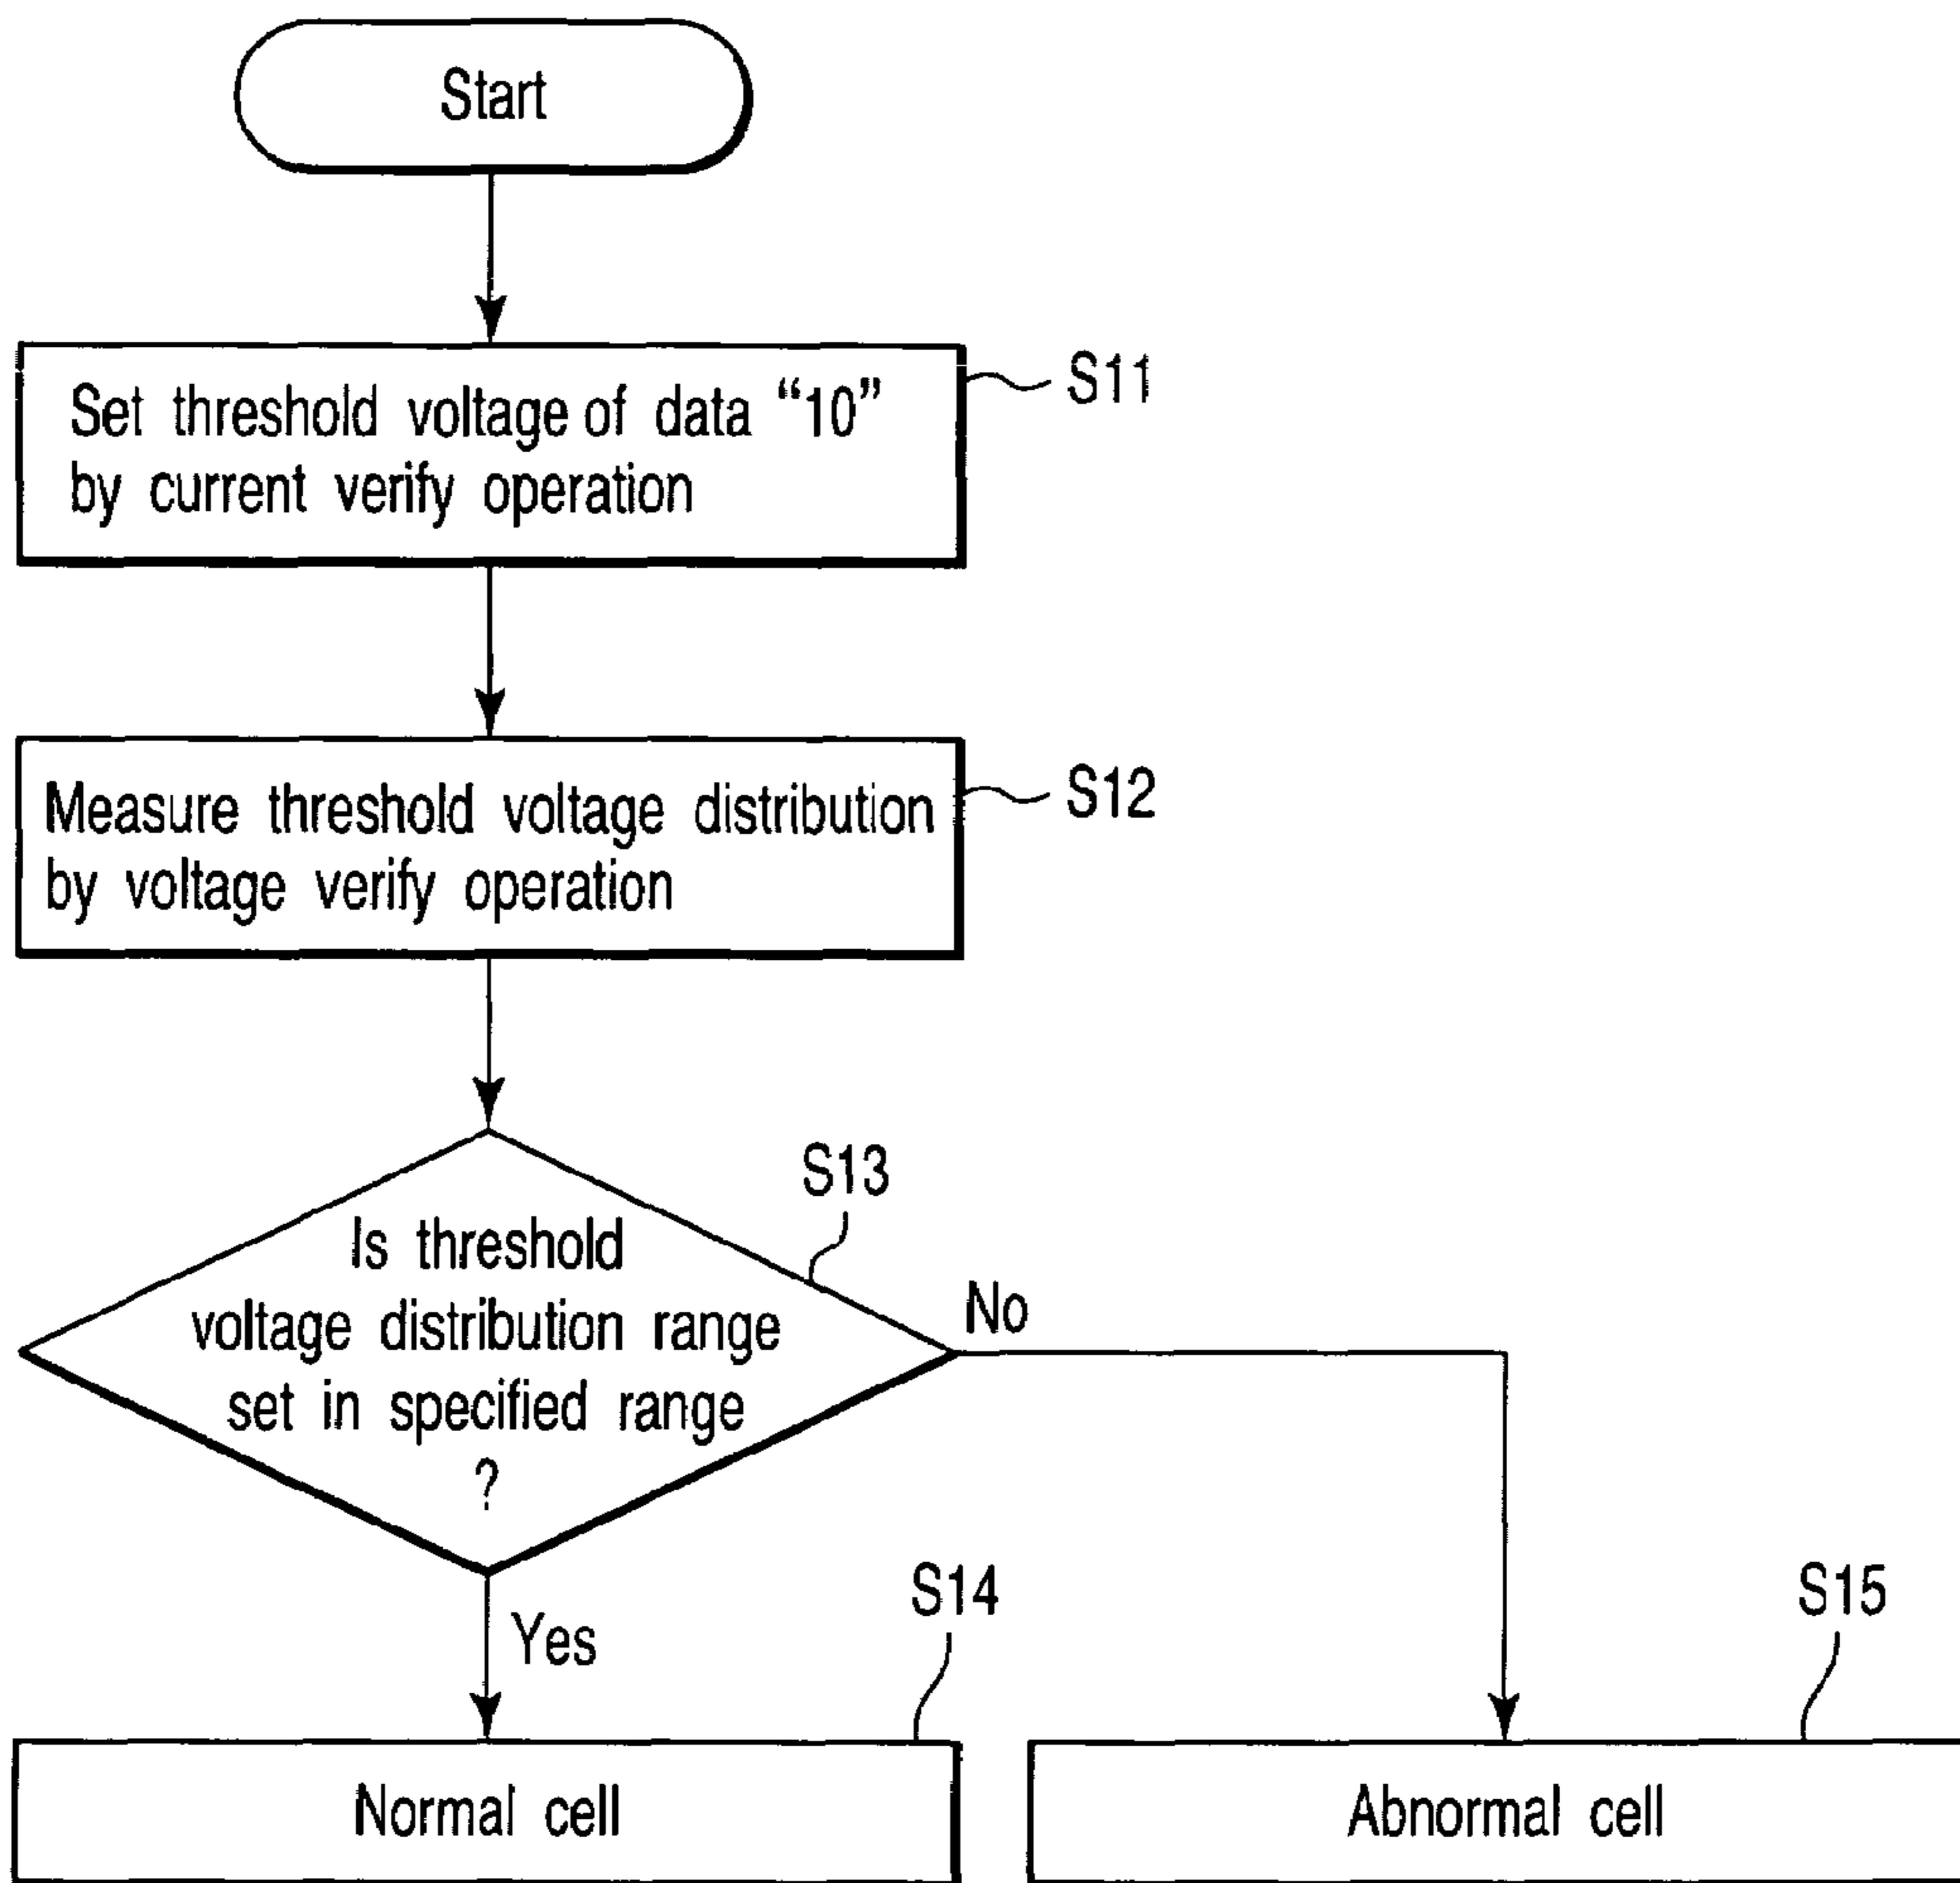 Start
Set threshold voltage of data “10”
by current verify operation
S11
Measure threshold voltage distribution
by voltage verify operation
S12
S13
Is threshold
voltage distribution range
set in specified range
?
No
Yes
S14
S15
Normal cell
Abnormal cell